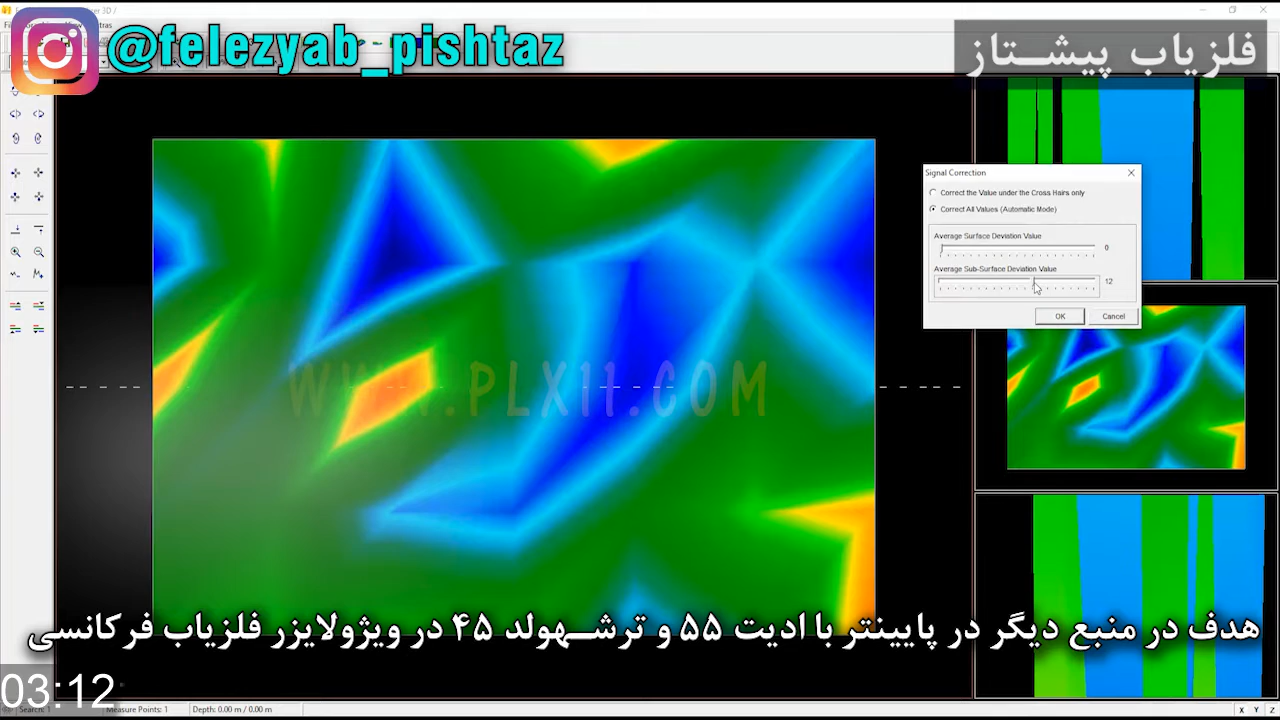 @felezyab_pishtaz
فلزیاب پیشتاز
Signal Correction
Correct the Value under the Cross Hairs only
Correct All Values (Automatic Mode)
Average Surface Deviation Value
0
Average Sub-Surface Deviation Value
12
OK Cancel
WWW.PLX11.COM
هدف در منبع دیگر در پایینتر با ادیت ۵۵ و ترشهولد ۴۵ در ویژولایزر فلزیاب فرکانسی
03:12
Search: 1 Measure Points: 1 Depth: 0.00 m / 0.00 m X Y Z